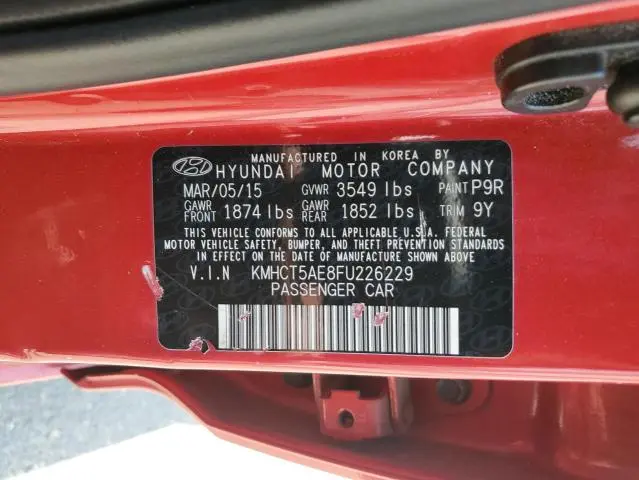 MANUFACTURED IN KOREA BY
HYUNDAI MOTOR COMPANY
MAR/05/15 GVWR 3549 lbs PAINT P9R
GAWR FRONT 1874 lbs GAWR REAR 1852 lbs TRIM 9Y
THIS VEHICLE CONFORMS TO ALL APPLICABLE U.S.A. FEDERAL
MOTOR VEHICLE SAFETY, BUMPER, AND THEFT PREVENTION STANDARDS
IN EFFECT ON THE DATE OF MANUFACTURE SHOWN ABOVE
V.I.N KMHCT5AE8FU226229
PASSENGER CAR